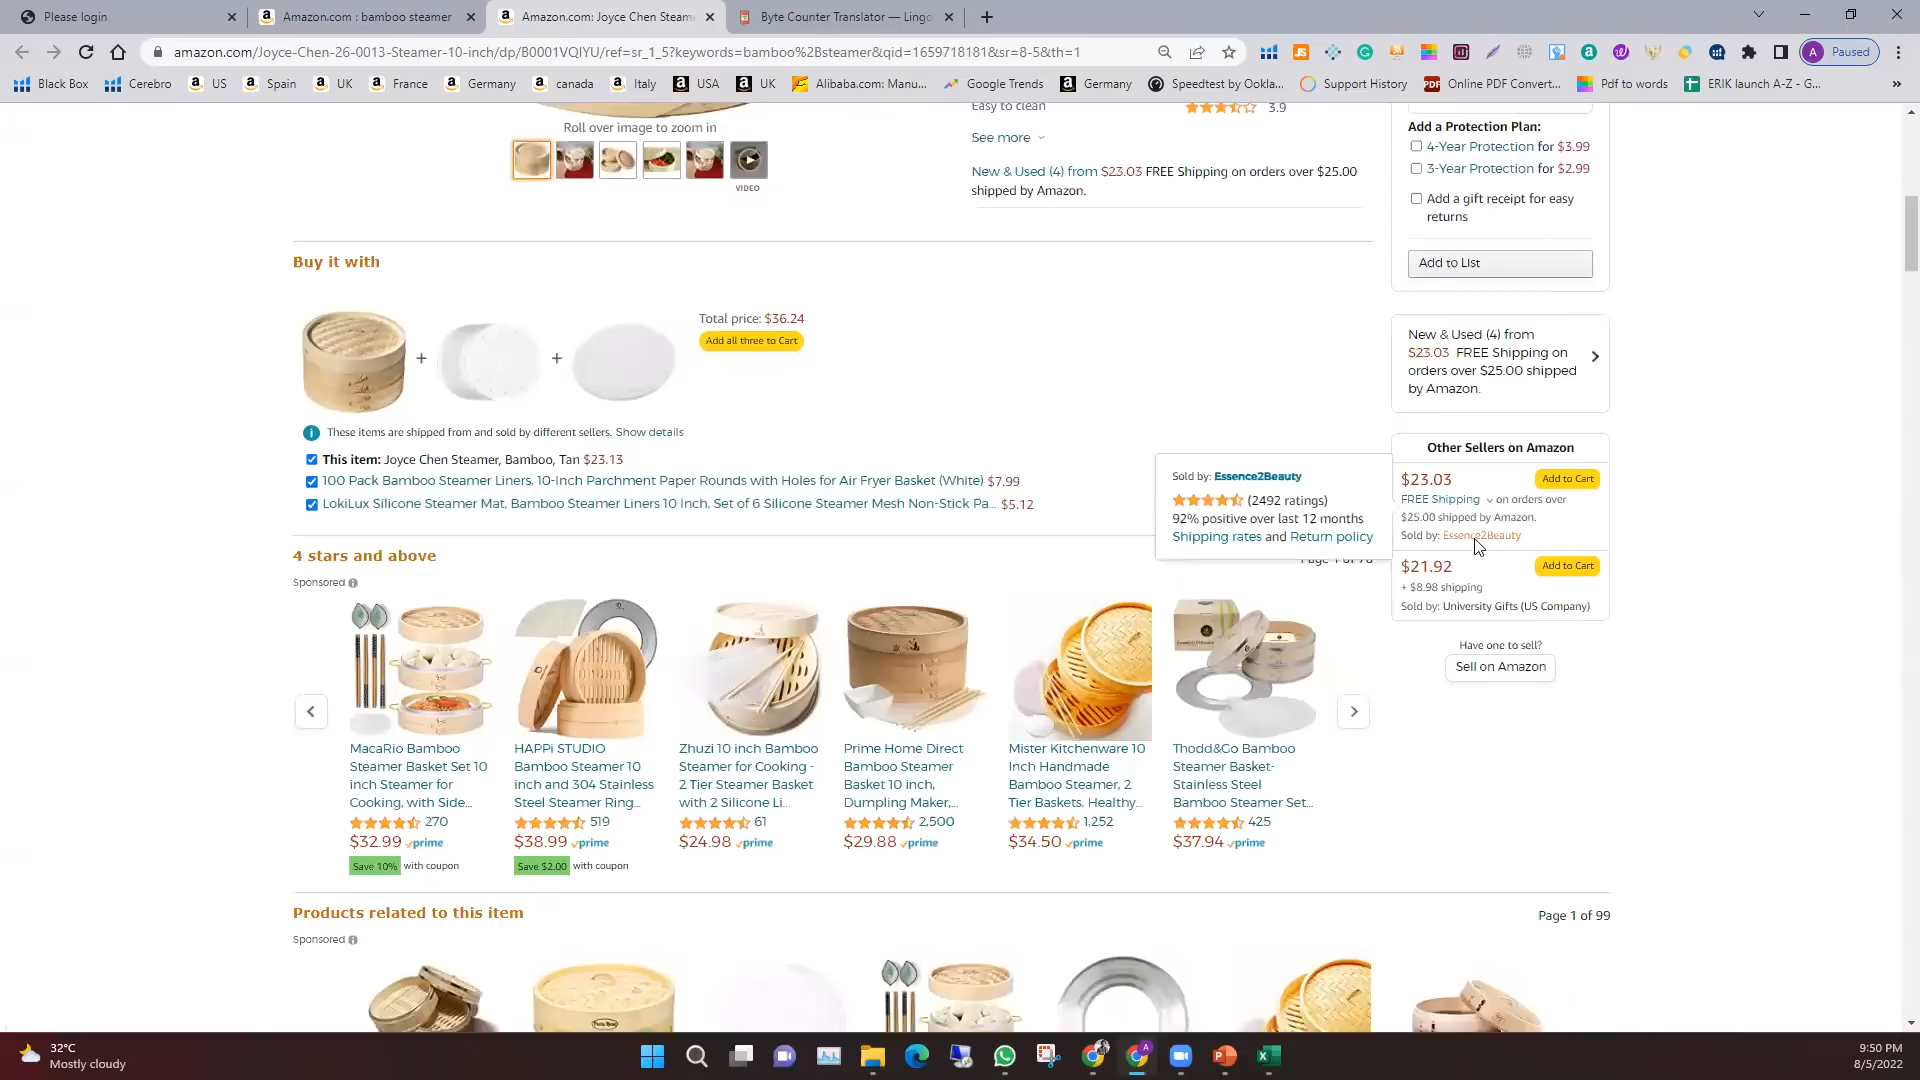 Please login
Amazon.com : bamboo steamer
Amazon.com: Joyce Chen Steam
Byte Counter Translator — Lingo
amazon.com/Joyce-Chen-26-0013-Steamer-10-inch/dp/B0001VQIYU/ref=sr_1_5?keywords=bamboo%2Bsteamer&qid=1659718181&sr=8-5&th=1
A Paused
Black Box
Cerebro
US
Spain
UK
France
Germany
canada
Italy
USA
UK
Alibaba.com: Manu...
Google Trends
Germany
Speedtest by Ookla...
Support History
Online PDF Convert...
Pdf to words
ERIK launch A-Z - G...
Easy to clean 3.9
Roll over image to zoom in
See more
VIDEO
New & Used (4) from $23.03 FREE Shipping on orders over $25.00
shipped by Amazon.
Add a Protection Plan:
4-Year Protection for $3.99
3-Year Protection for $2.99
Add a gift receipt for easy
returns
Add to List
Buy it with
Total price: $36.24
Add all three to Cart
These items are shipped from and sold by different sellers. Show details
This item: Joyce Chen Steamer, Bamboo, Tan $23.13
100 Pack Bamboo Steamer Liners, 10-Inch Parchment Paper Rounds with Holes for Air Fryer Basket (White) $7.99
LokiLux Silicone Steamer Mat, Bamboo Steamer Liners 10 Inch, Set of 6 Silicone Steamer Mesh Non-Stick Pa... $5.12
New & Used (4) from
$23.03 FREE Shipping on
orders over $25.00 shipped
by Amazon.
Other Sellers on Amazon
$23.03 Add to Cart
FREE Shipping on orders over
$25.00 shipped by Amazon.
Sold by: Essence2Beauty
$21.92 Add to Cart
+ $8.98 shipping
Sold by: University Gifts (US Company)
Have one to sell?
Sell on Amazon
Sold by: Essence2Beauty
(2492 ratings)
92% positive over last 12 months
Shipping rates and Return policy
4 stars and above
Sponsored
MacaRio Bamboo
Steamer Basket Set 10
inch Steamer for
Cooking, with Side...
270
$32.99 prime
Save 10% with coupon
HAPPi STUDIO
Bamboo Steamer 10
inch and 304 Stainless
Steel Steamer Ring...
519
$38.99 prime
Save $2.00 with coupon
Zhuzi 10 inch Bamboo
Steamer for Cooking -
2 Tier Steamer Basket
with 2 Silicone Li...
61
$24.98 prime
Prime Home Direct
Bamboo Steamer
Basket 10 inch,
Dumpling Maker,...
2,500
$29.88 prime
Mister Kitchenware 10
Inch Handmade
Bamboo Steamer, 2
Tier Baskets, Healthy...
1,252
$34.50 prime
Thodd&Go Bamboo
Steamer Basket-
Stainless Steel
Bamboo Steamer Set...
425
$37.94 prime
Products related to this item
Page 1 of 99
Sponsored
32°C
Mostly cloudy
9:50 PM
8/5/2022